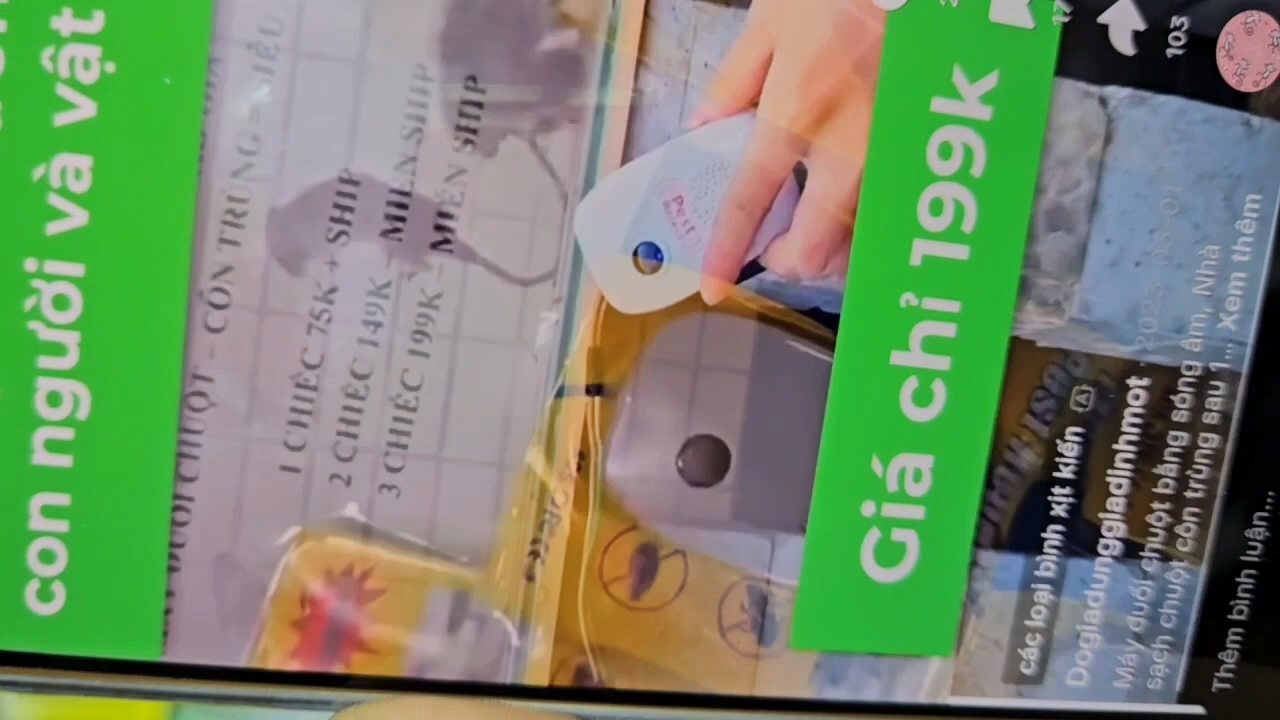 con người và vật
ĐUỔI CHUỘT - CÔN TRÙNG - SIÊU
1 CHIẾC 75K + SHIP
2 CHIẾC 149K - MIỄN SHIP
3 CHIẾC 199K - MIỄN SHIP
Pest
Giá chỉ 199k
103
các loại bình xịt kiến
Dogiadunggiadinhmot
Máy đuổi chuột bằng sóng âm, Nhà
sạch chuột côn trùng sau 1... Xem thêm
Thêm bình luận...